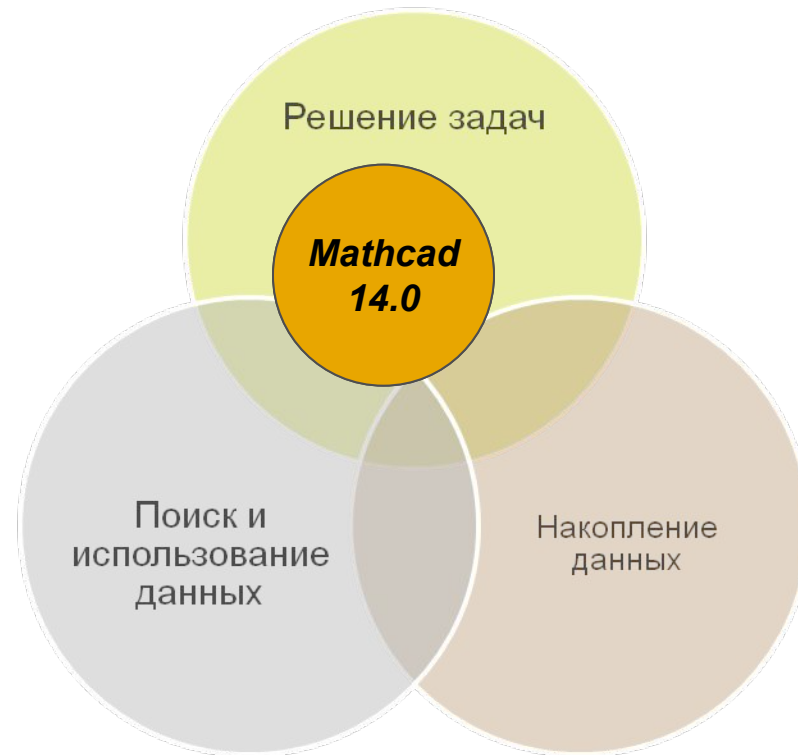 Решение задач
Mathcad
14.0
Поиск и
использование
данных
Накопление
данных